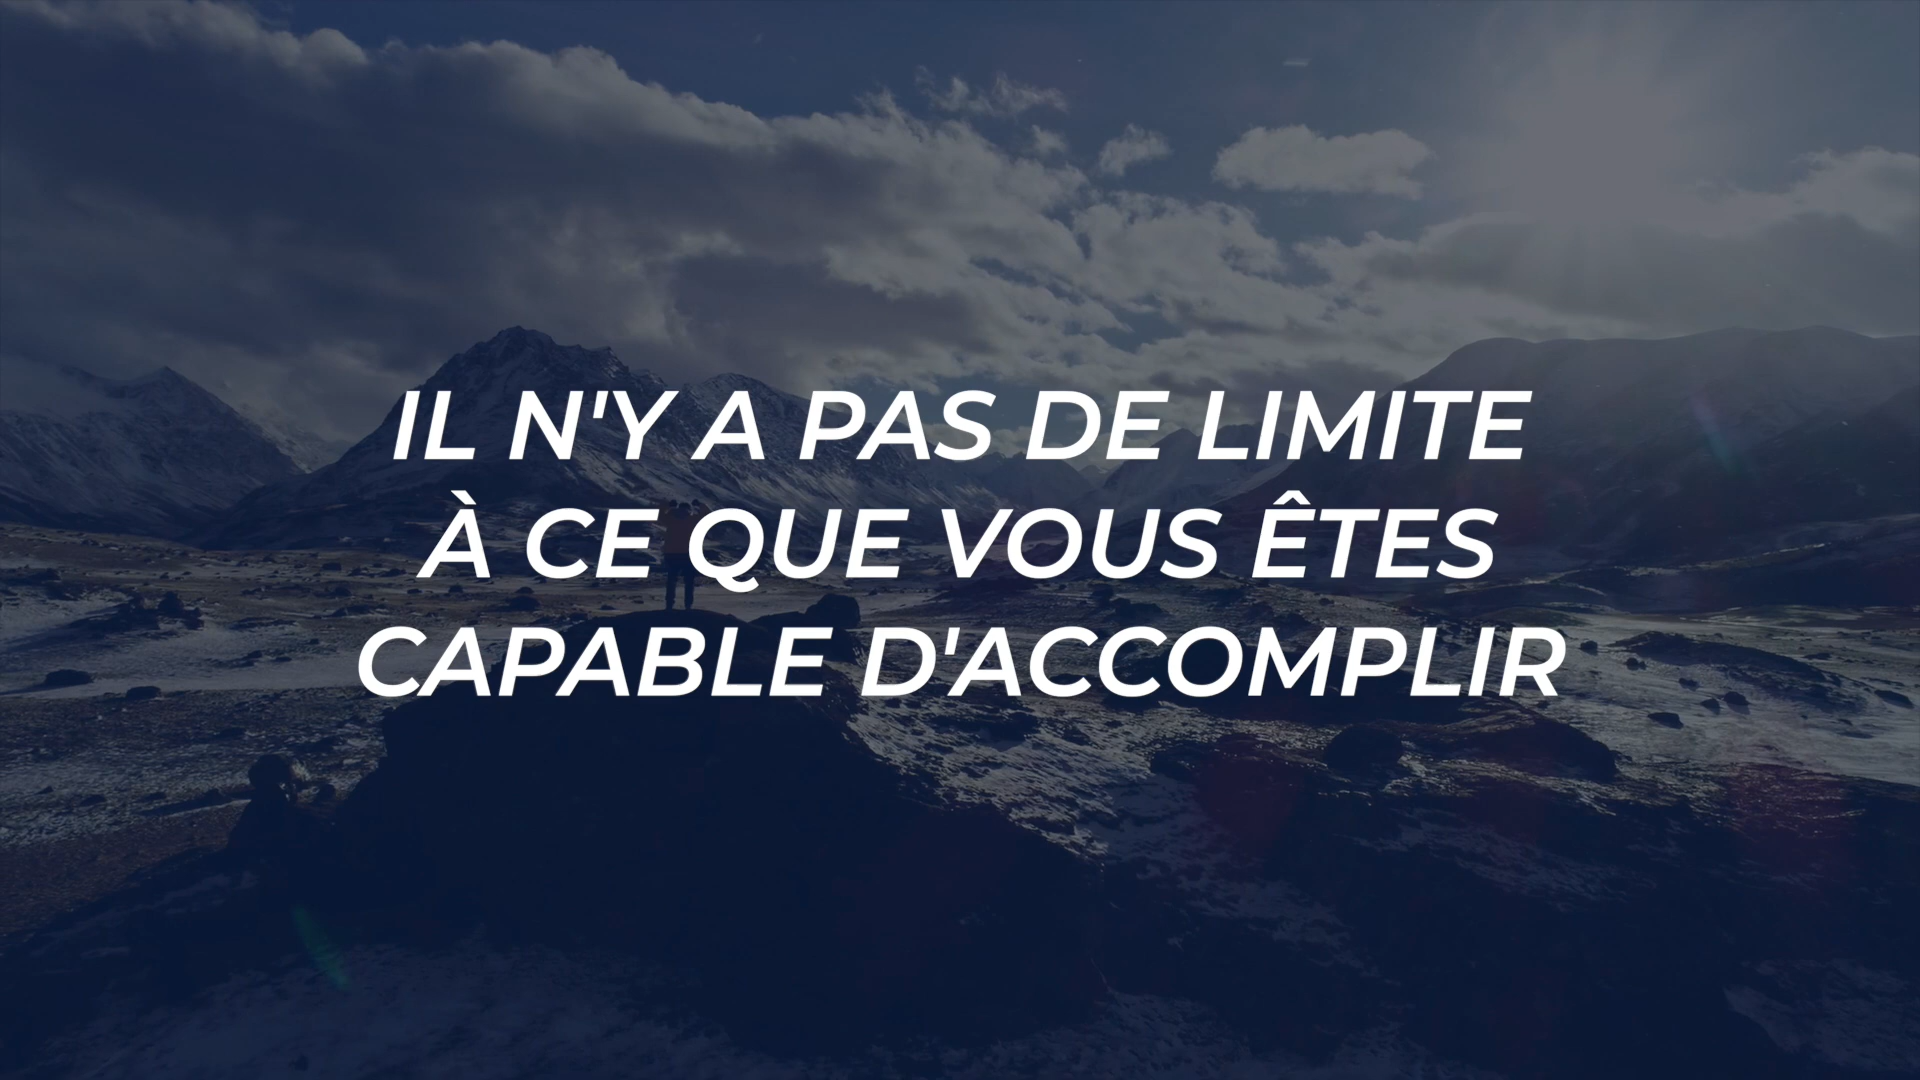 IL N'Y A PAS DE LIMITE
À CE QUE VOUS ÊTES
CAPABLE D'ACCOMPLIR